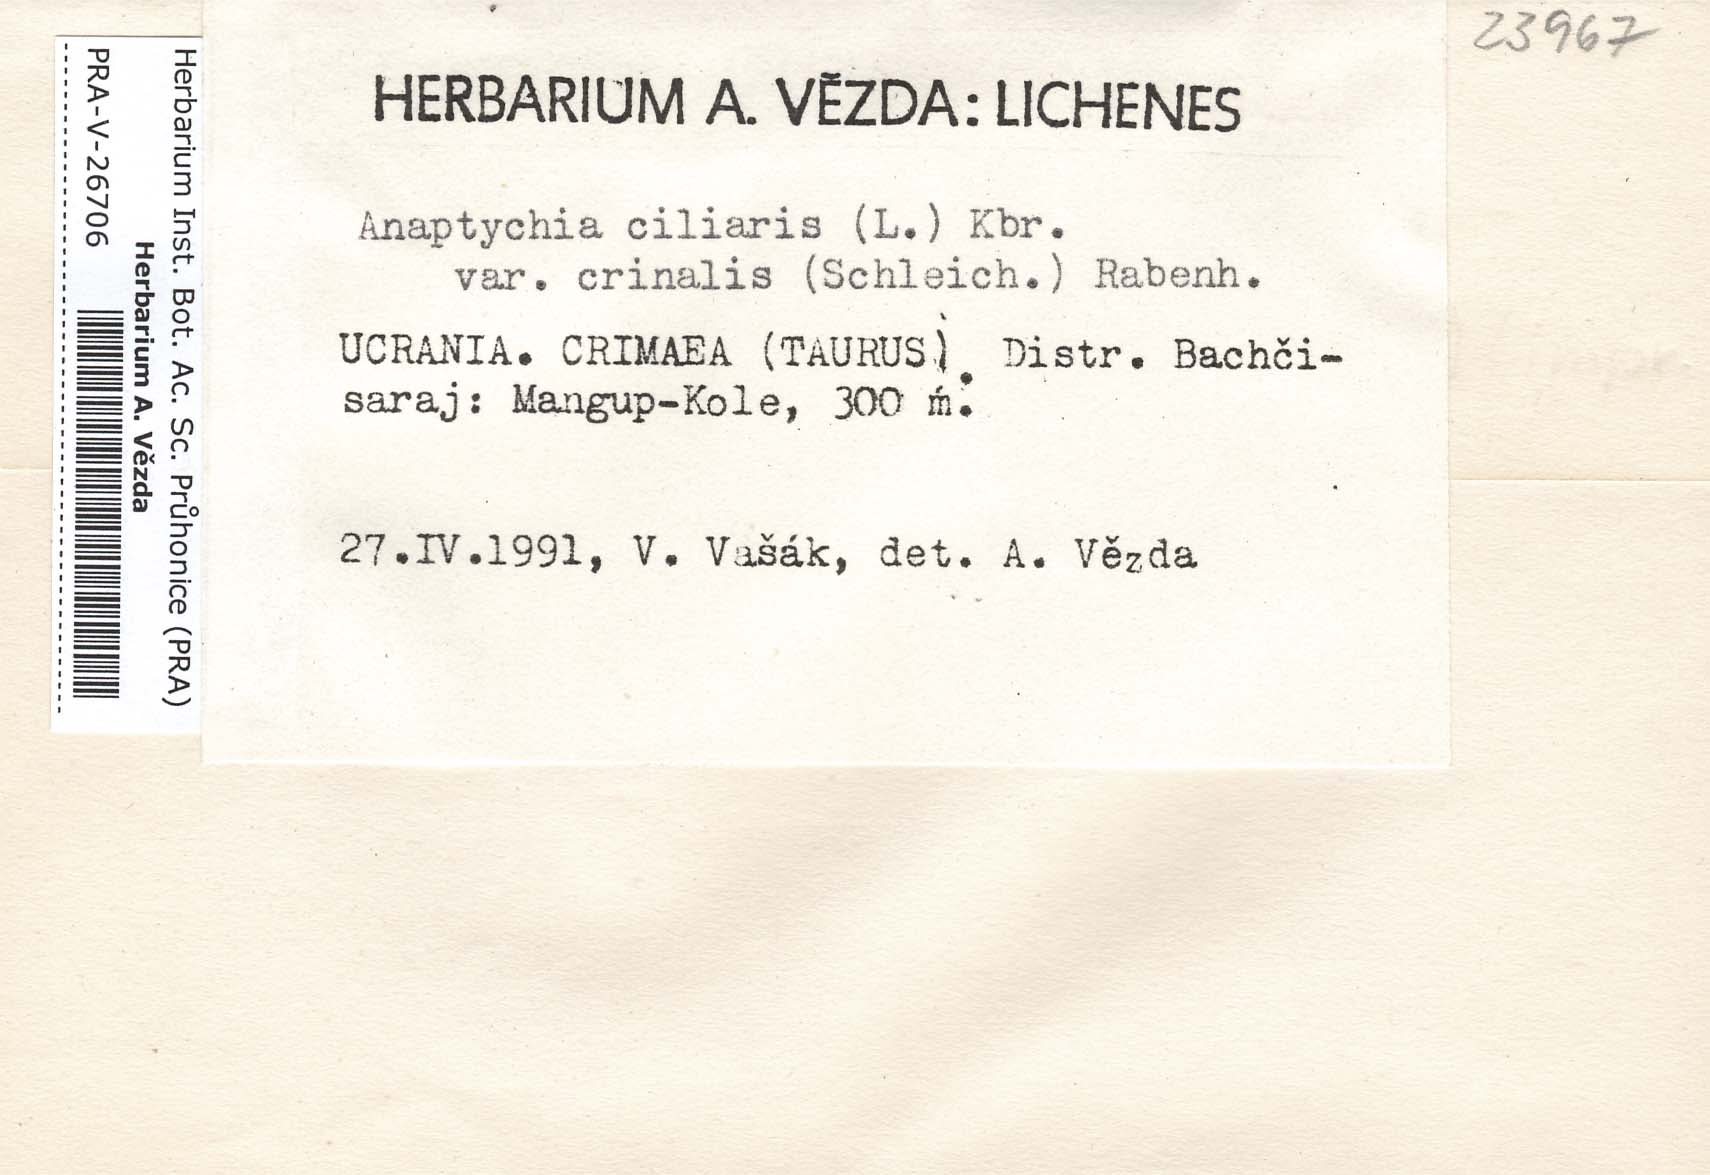 23967
HERBARIUM A. VĚZDA: LICHENES
Anaptychia ciliaris (L.) Kbr.
var. crinalis (Schleich.) Rabenh.
UCRANIA. CRIMAEA (TAURUS). Distr. Bachči-
saraj: Mangup-Kole, 300 m.
27.IV.1991, V. Vašák, det. A. Vězda
Herbarium Inst. Bot. Ac. Sc. Průhonice (PRA)
Herbarium A. Vězda
PRA-V-26706